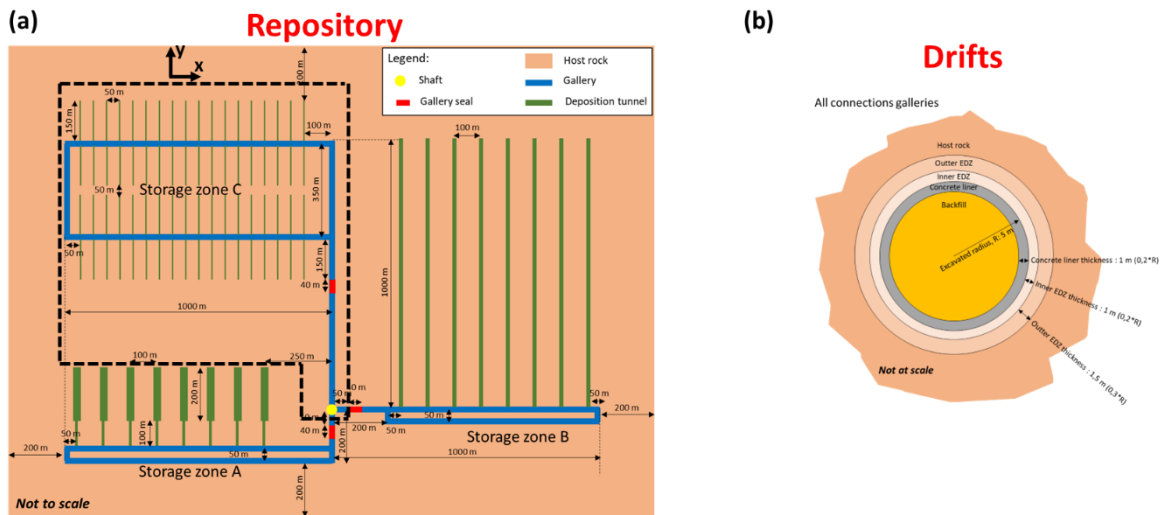 (a)
Repository
y
x
200 m
Legend:
Shaft
Gallery seal
Host rock
Gallery
Deposition tunnel
50 m
150 m
100 m
100 m
Storage zone C
50 m
350 m
50 m
150 m
40 m
1000 m
1000 m
100 m
250 m
200 m
50 m
50 m
40 m
50 m
200 m
100 m
200 m
50 m
Storage zone B
200 m
50 m
50 m
200 m
1000 m
Storage zone A
200 m
Not to scale
(b)
Drifts
All connections galleries
Host rock
Outter EDZ
Inner EDZ
Concrete liner
Backfill
Excavated radius, R: 5 m
Concrete liner thickness : 1 m (0,2*R)
Inner EDZ thickness : 1 m (0,2*R)
Outter EDZ thickness : 1,5 m (0,3*R)
Not at scale